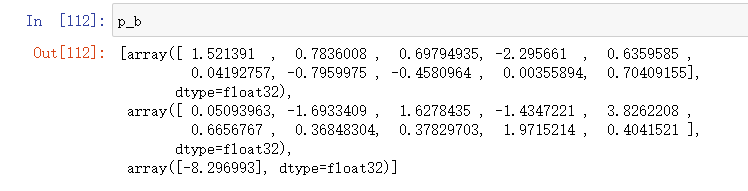 In [112]: p_b
Out[112]: [array([ 1.521391 , 0.7836008 , 0.69794935, -2.295661 , 0.6359585 ,
0.04192757, -0.7959975 , -0.4580964 , 0.00355894, 0.70409155],
dtype=float32),
array([ 0.05093963, -1.6933409 , 1.6278435 , -1.4347221 , 3.8262208 ,
0.6656767 , 0.36848304, 0.37829703, 1.9715214 , 0.4041521 ],
dtype=float32),
array([-8.296993], dtype=float32)]